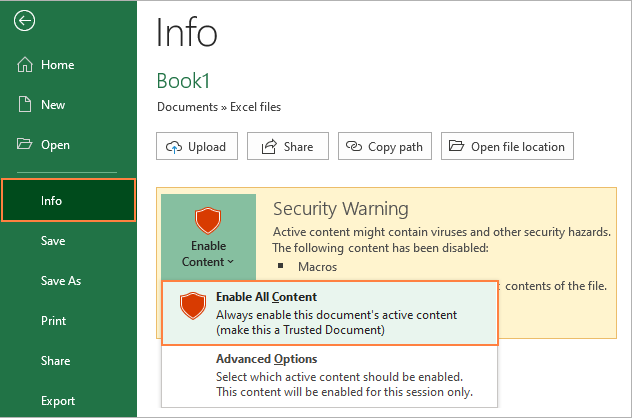 Info
Book1
Documents » Excel files
Home
New
Open
Info
Save
Save As
Print
Share
Export
Upload
Share
Copy path
Open file location
Enable
Content
Security Warning
Active content might contain viruses and other security hazards.
The following content has been disabled:
Macros
contents of the file.
Enable All Content
Always enable this document's active content
(make this a Trusted Document)
Advanced Options
Select which active content should be enabled.
This content will be enabled for this session only.